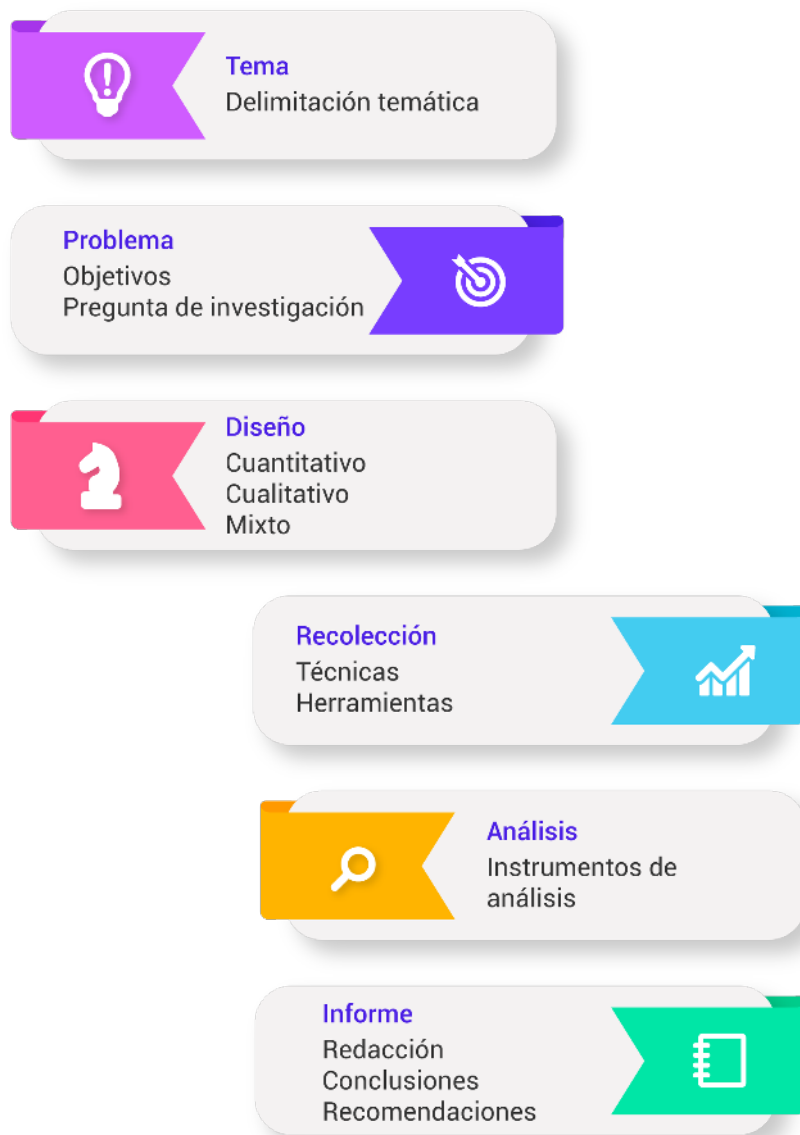 Tema
Delimitación temática
Problema
Objetivos
Pregunta de investigación
Diseño
Cuantitativo
Cualitativo
Mixto
Recolección
Técnicas
Herramientas
Análisis
Instrumentos de
análisis
Informe
Redacción
Conclusiones
Recomendaciones